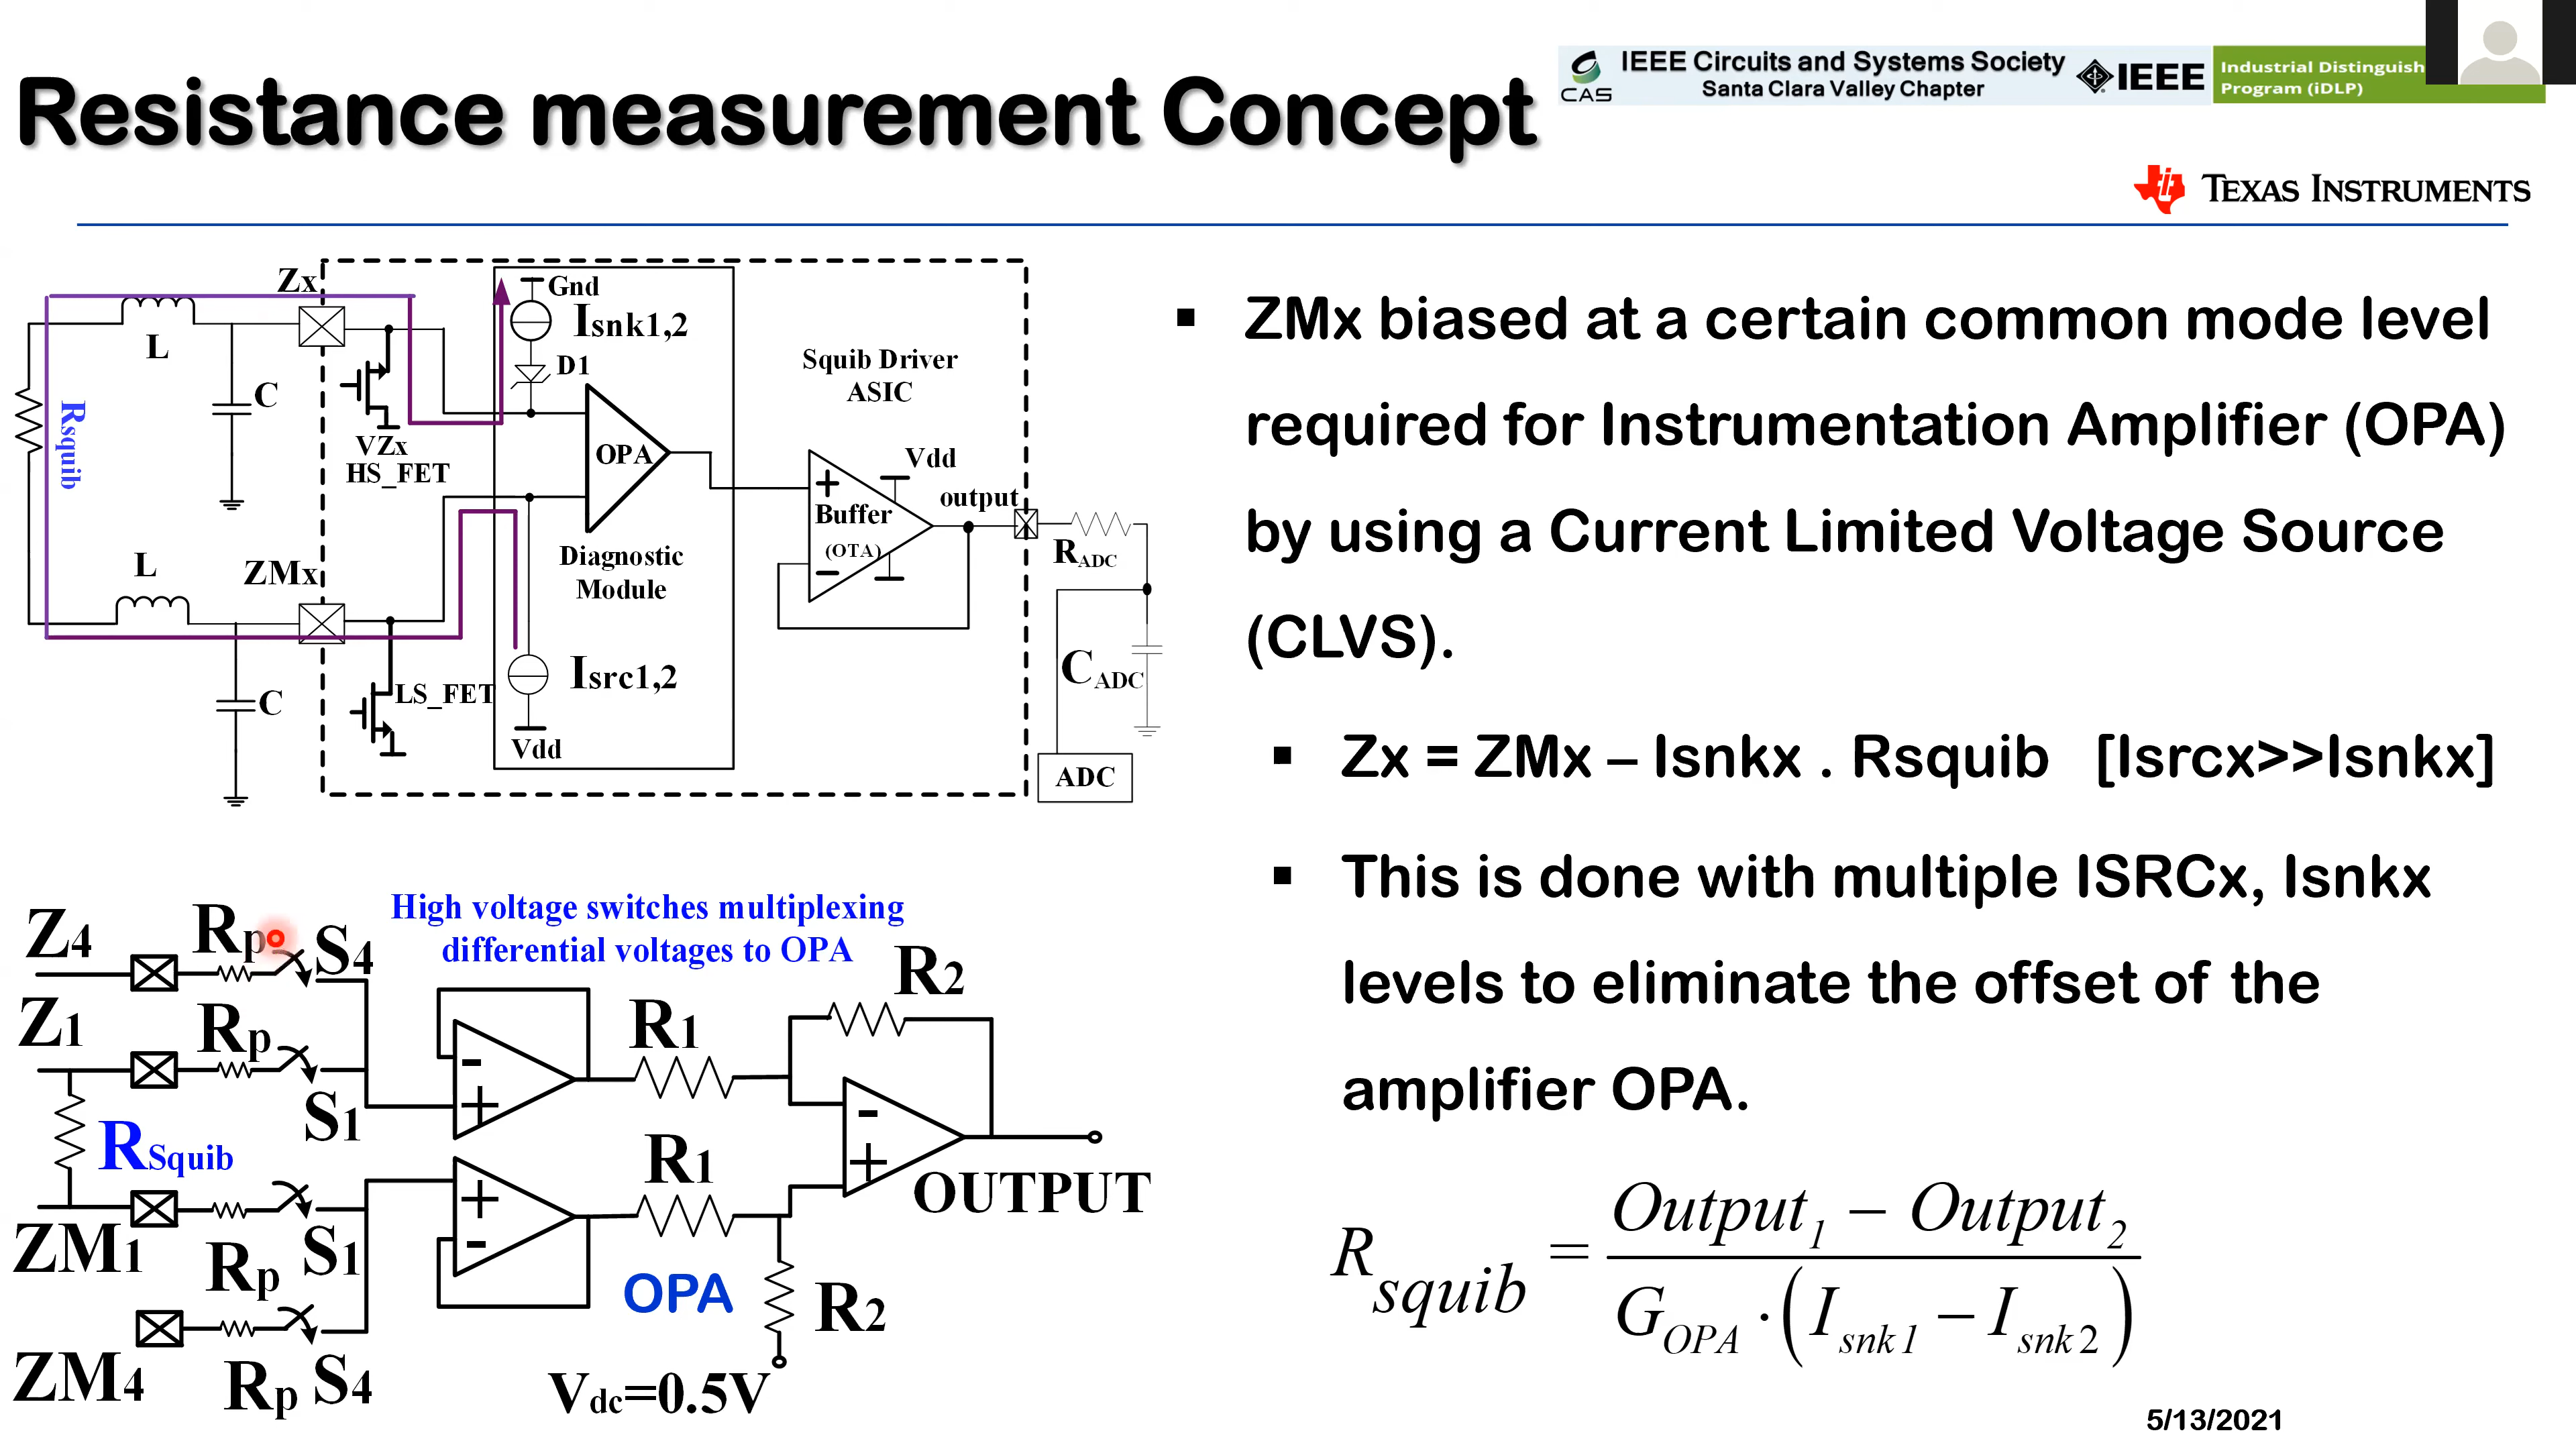 Resistance measurement Concept
CAS
IEEE Circuits and Systems Society
Santa Clara Valley Chapter
IEEE
Industrial Distinguish
Program (iDLP)
TEXAS INSTRUMENTS
Zx
L
C
Rsquib
VZx
HS_FET
Gnd
Isnk1,2
D1
OPA
Diagnostic
Module
Squib Driver
ASIC
Vdd
+
Buffer
(OTA)
-
output
RADC
CADC
ADC
L
ZMx
C
LS_FET
Isrc1,2
Vdd
▪ ZMx biased at a certain common mode level
required for Instrumentation Amplifier (OPA)
by using a Current Limited Voltage Source
(CLVS).
▪ Zx = ZMx – Isnkx . Rsquib [Isrcx>>Isnkx]
▪ This is done with multiple ISRCx, Isnkx
levels to eliminate the offset of the
amplifier OPA.
Rsquib = Output1 − Output2 / GOPA · (Isnk1 − Isnk2)
High voltage switches multiplexing
differential voltages to OPA
Z4
Rp
S4
Z1
Rp
S1
RSquib
ZM1
Rp
S1
ZM4
Rp
S4
-
+
+
-
R1
R1
R2
R2
-
+
OPA
OUTPUT
Vdc=0.5V
5/13/2021